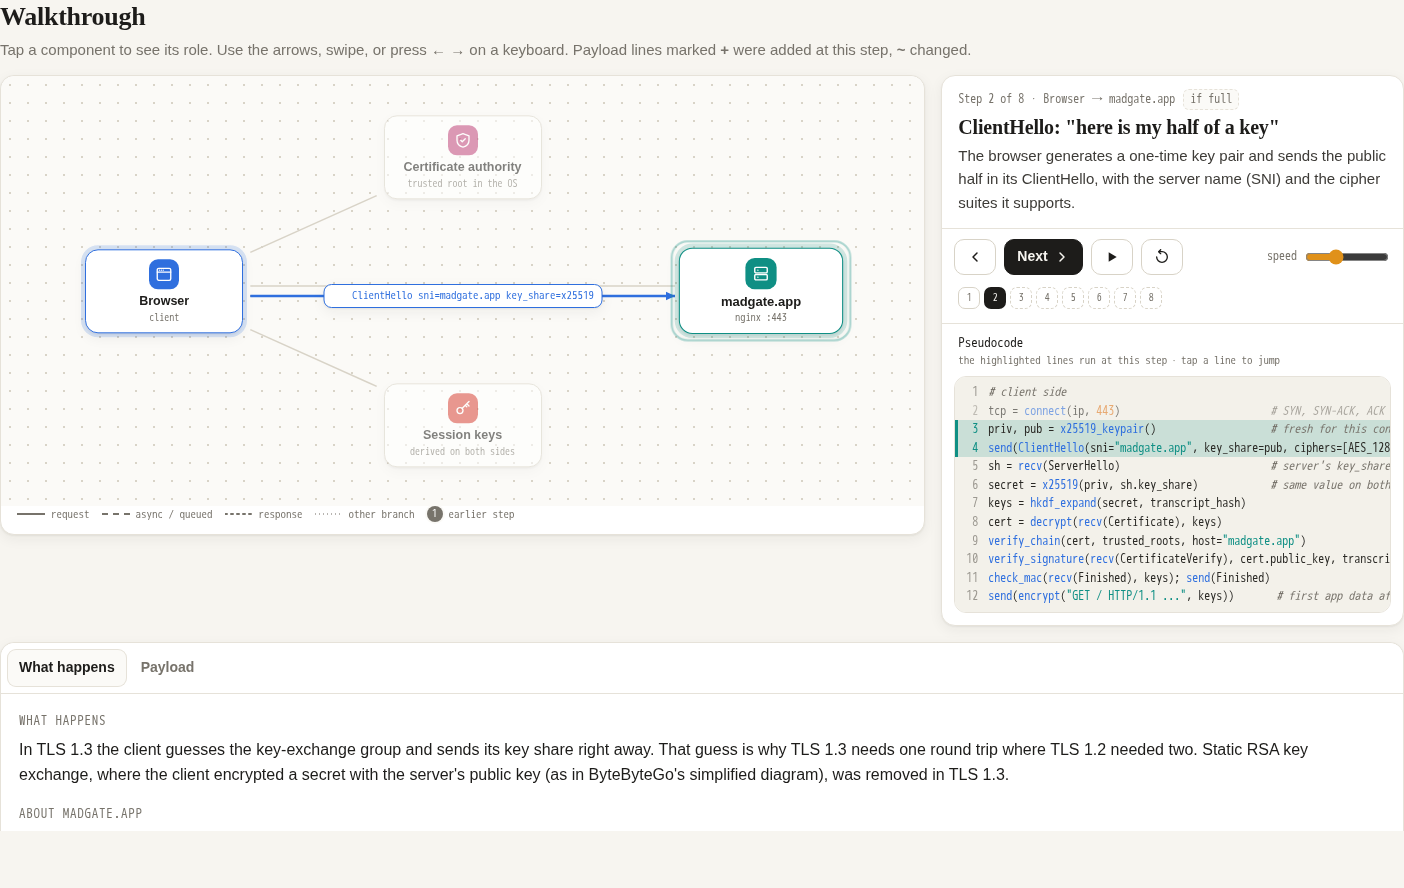 Walkthrough
Tap a component to see its role. Use the arrows, swipe, or press ← → on a keyboard. Payload lines marked + were added at this step, ~ changed.
Certificate authority
trusted root in the OS
Browser
client
ClientHello sni=madgate.app key_share=x25519
madgate.app
nginx :443
Session keys
derived on both sides
request async / queued response other branch 1 earlier step
Step 2 of 8 · Browser → madgate.app if full
ClientHello: "here is my half of a key"
The browser generates a one-time key pair and sends the public
half in its ClientHello, with the server name (SNI) and the cipher
suites it supports.
Next
speed
1 2 3 4 5 6 7 8
Pseudocode
the highlighted lines run at this step · tap a line to jump
1 # client side
2 tcp = connect(ip, 443) # SYN, SYN-ACK, ACK
3 priv, pub = x25519_keypair() # fresh for this con
4 send(ClientHello(sni="madgate.app", key_share=pub, ciphers=[AES_128
5 sh = recv(ServerHello) # server's key_share
6 secret = x25519(priv, sh.key_share) # same value on both
7 keys = hkdf_expand(secret, transcript_hash)
8 cert = decrypt(recv(Certificate), keys)
9 verify_chain(cert, trusted_roots, host="madgate.app")
10 verify_signature(recv(CertificateVerify), cert.public_key, transcri
11 check_mac(recv(Finished), keys); send(Finished)
12 send(encrypt("GET / HTTP/1.1 ...", keys)) # first app data af
What happens Payload
WHAT HAPPENS
In TLS 1.3 the client guesses the key-exchange group and sends its key share right away. That guess is why TLS 1.3 needs one round trip where TLS 1.2 needed two. Static RSA key
exchange, where the client encrypted a secret with the server's public key (as in ByteByteGo's simplified diagram), was removed in TLS 1.3.
ABOUT MADGATE.APP